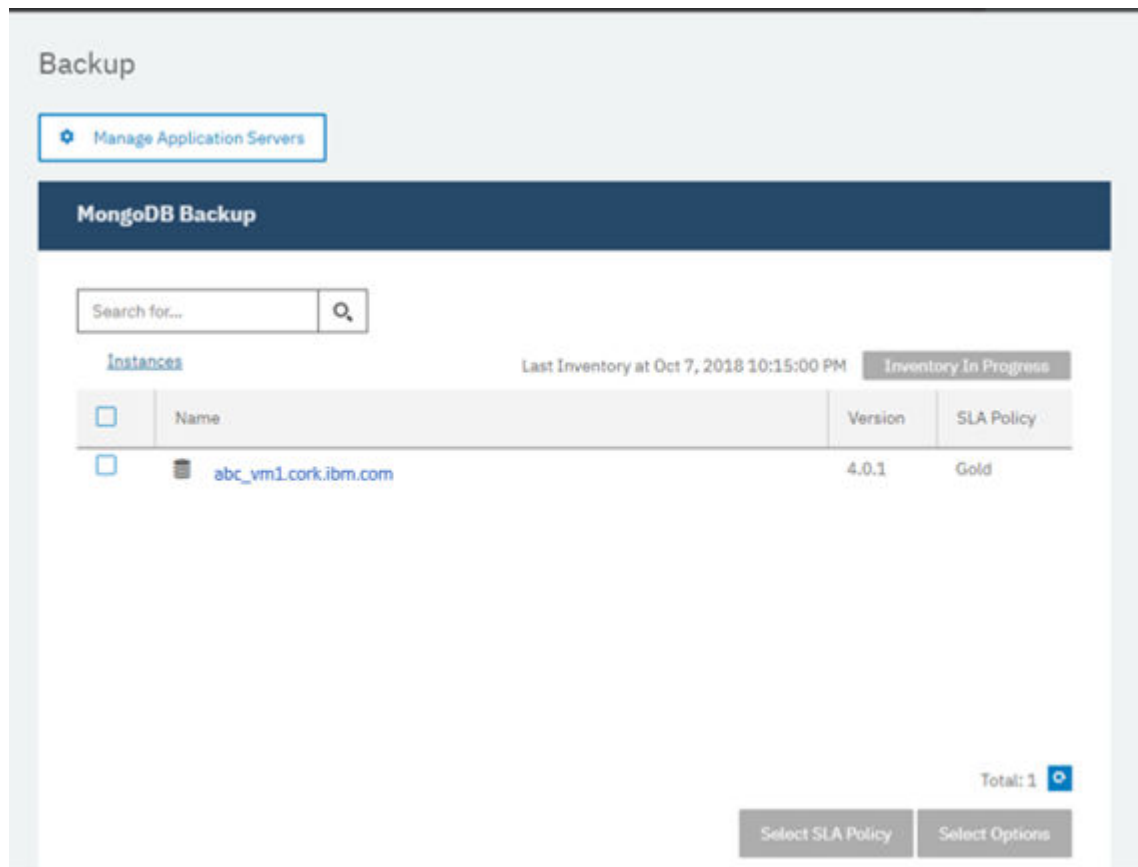 Backup
Manage Application Servers
MongoDB Backup
Search for...
Instances
Last Inventory at Oct 7, 2018 10:15:00 PM Inventory In Progress
Name Version SLA Policy
abc_vm1.cork.ibm.com 4.0.1 Gold
Total: 1
Select SLA Policy Select Options